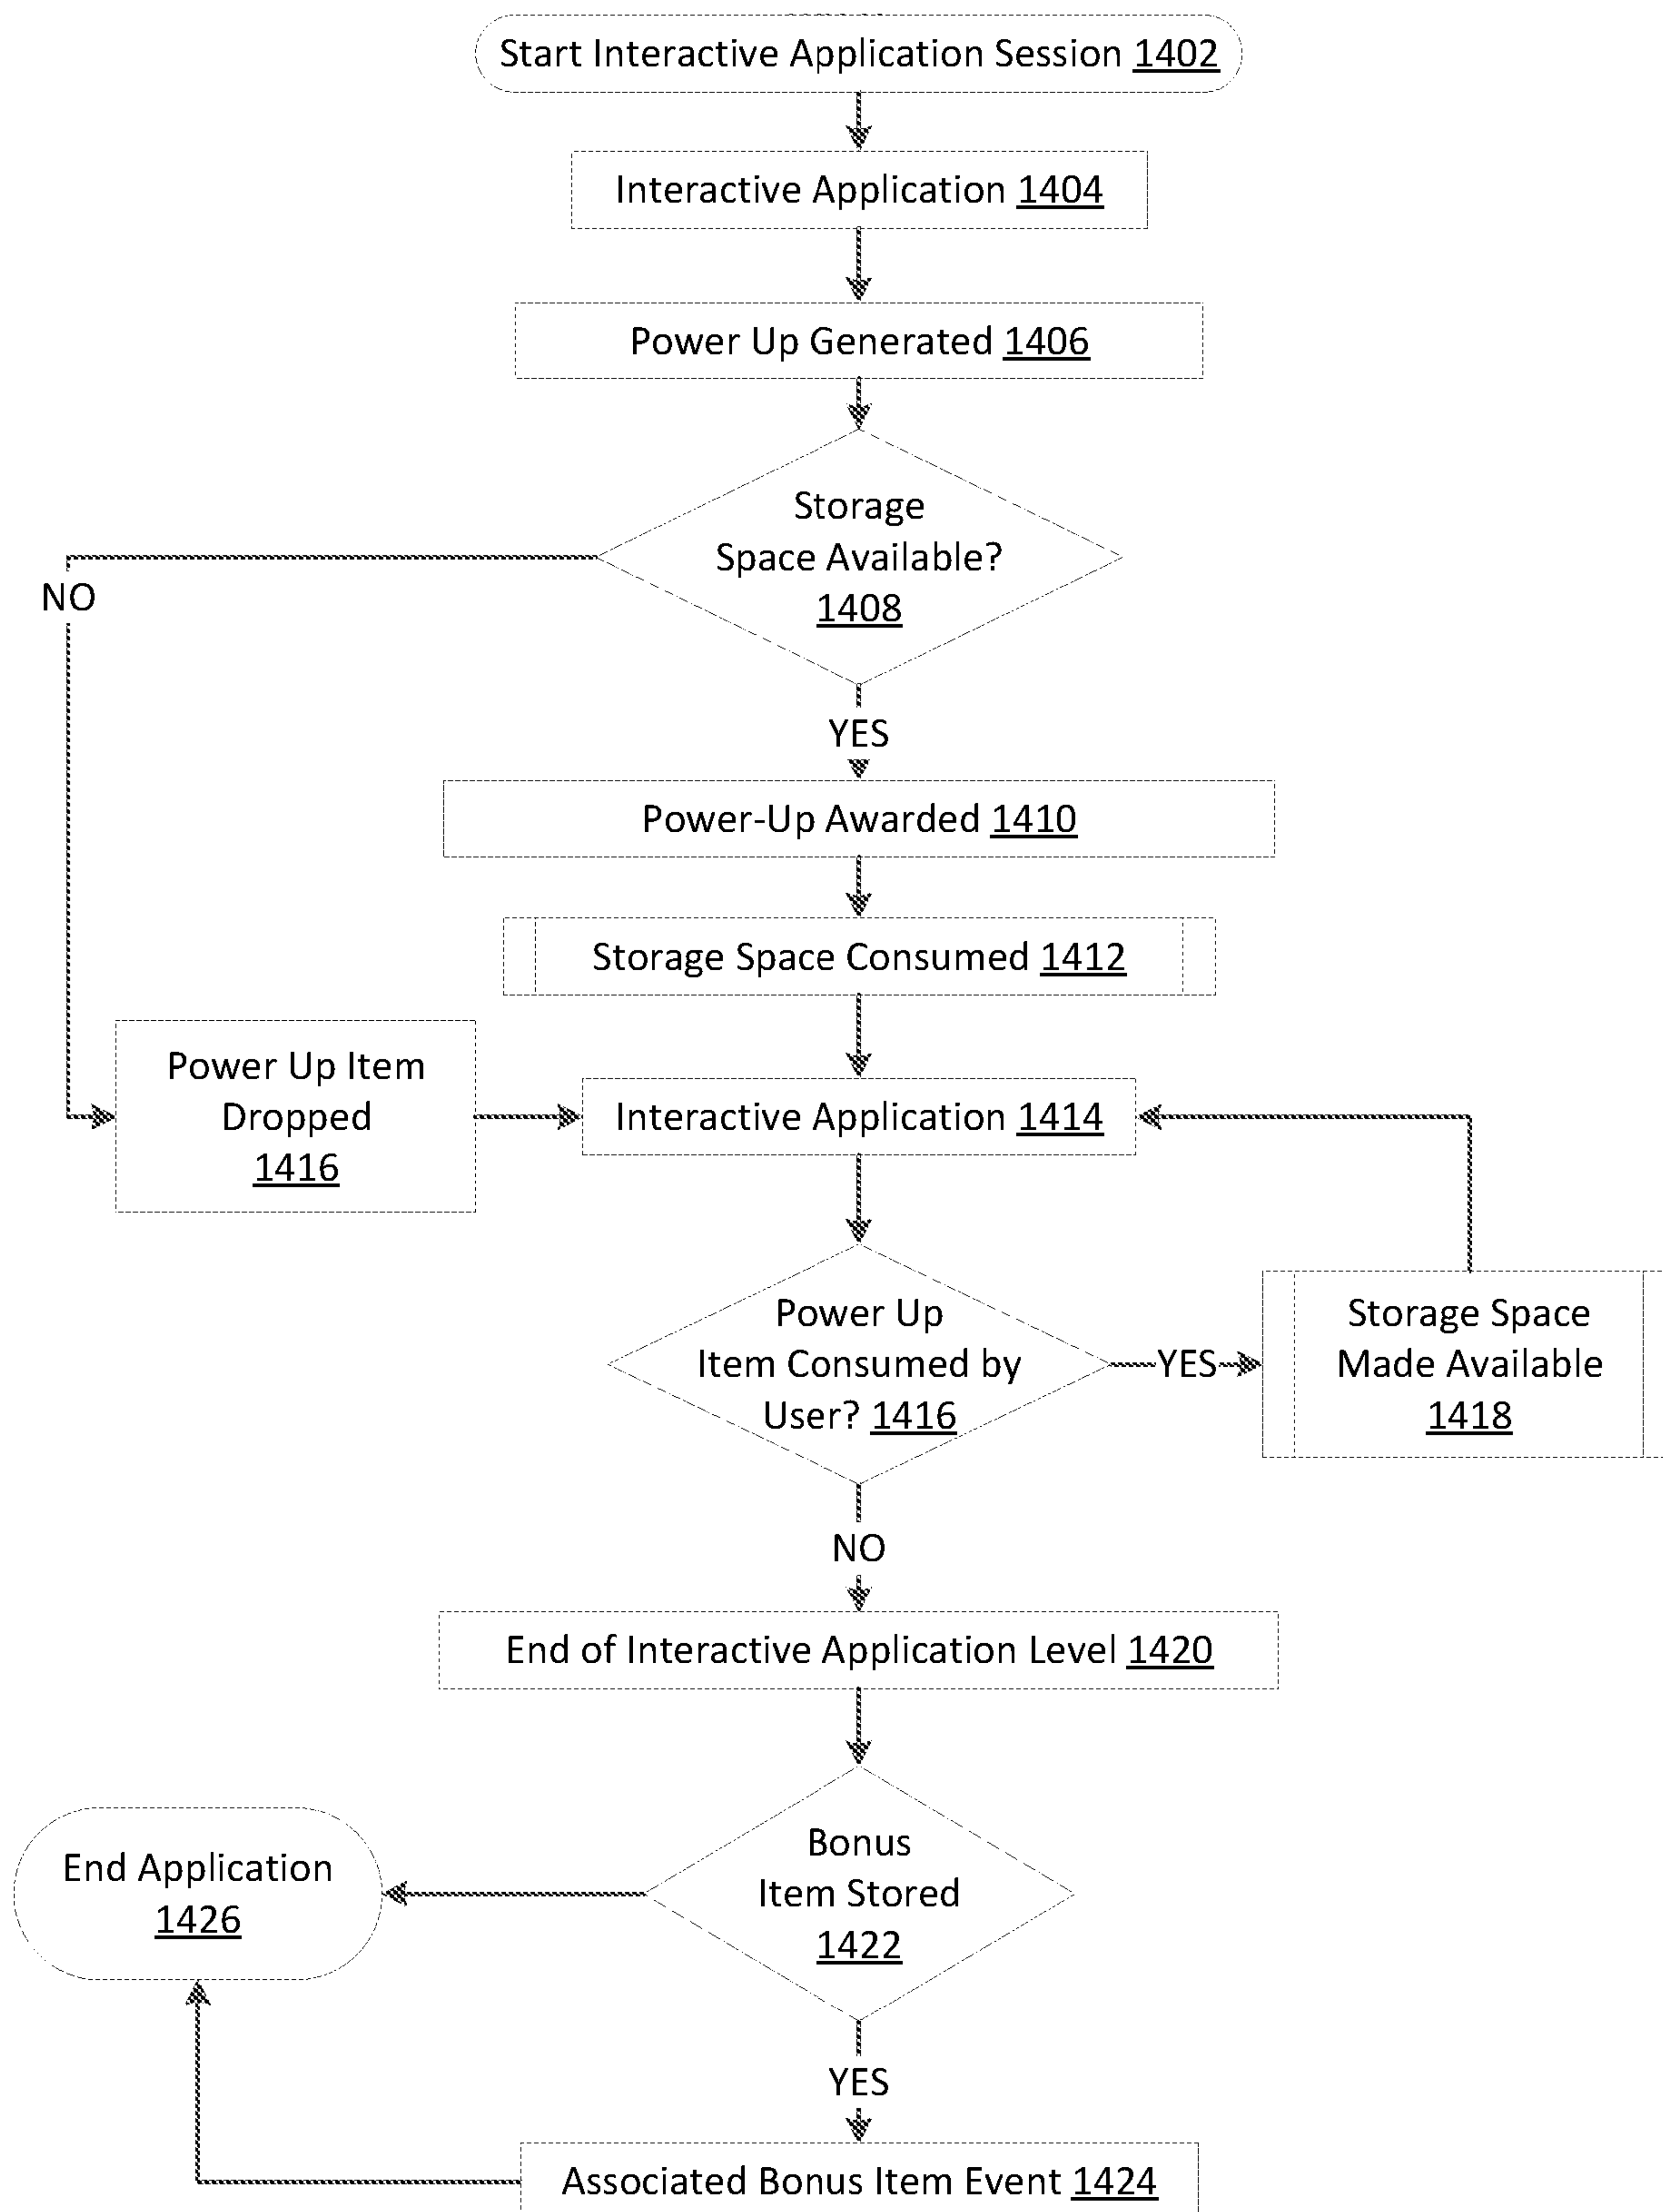 Start Interactive Application Session 1402
Interactive Application 1404
Power Up Generated 1406
Storage
Space Available?
1408
NO
YES
Power-Up Awarded 1410
Storage Space Consumed 1412
Power Up Item
Dropped
1416
Interactive Application 1414
Power Up
Item Consumed by
User? 1416
YES
Storage Space
Made Available
1418
NO
End of Interactive Application Level 1420
Bonus
Item Stored
1422
End Application
1426
YES
Associated Bonus Item Event 1424